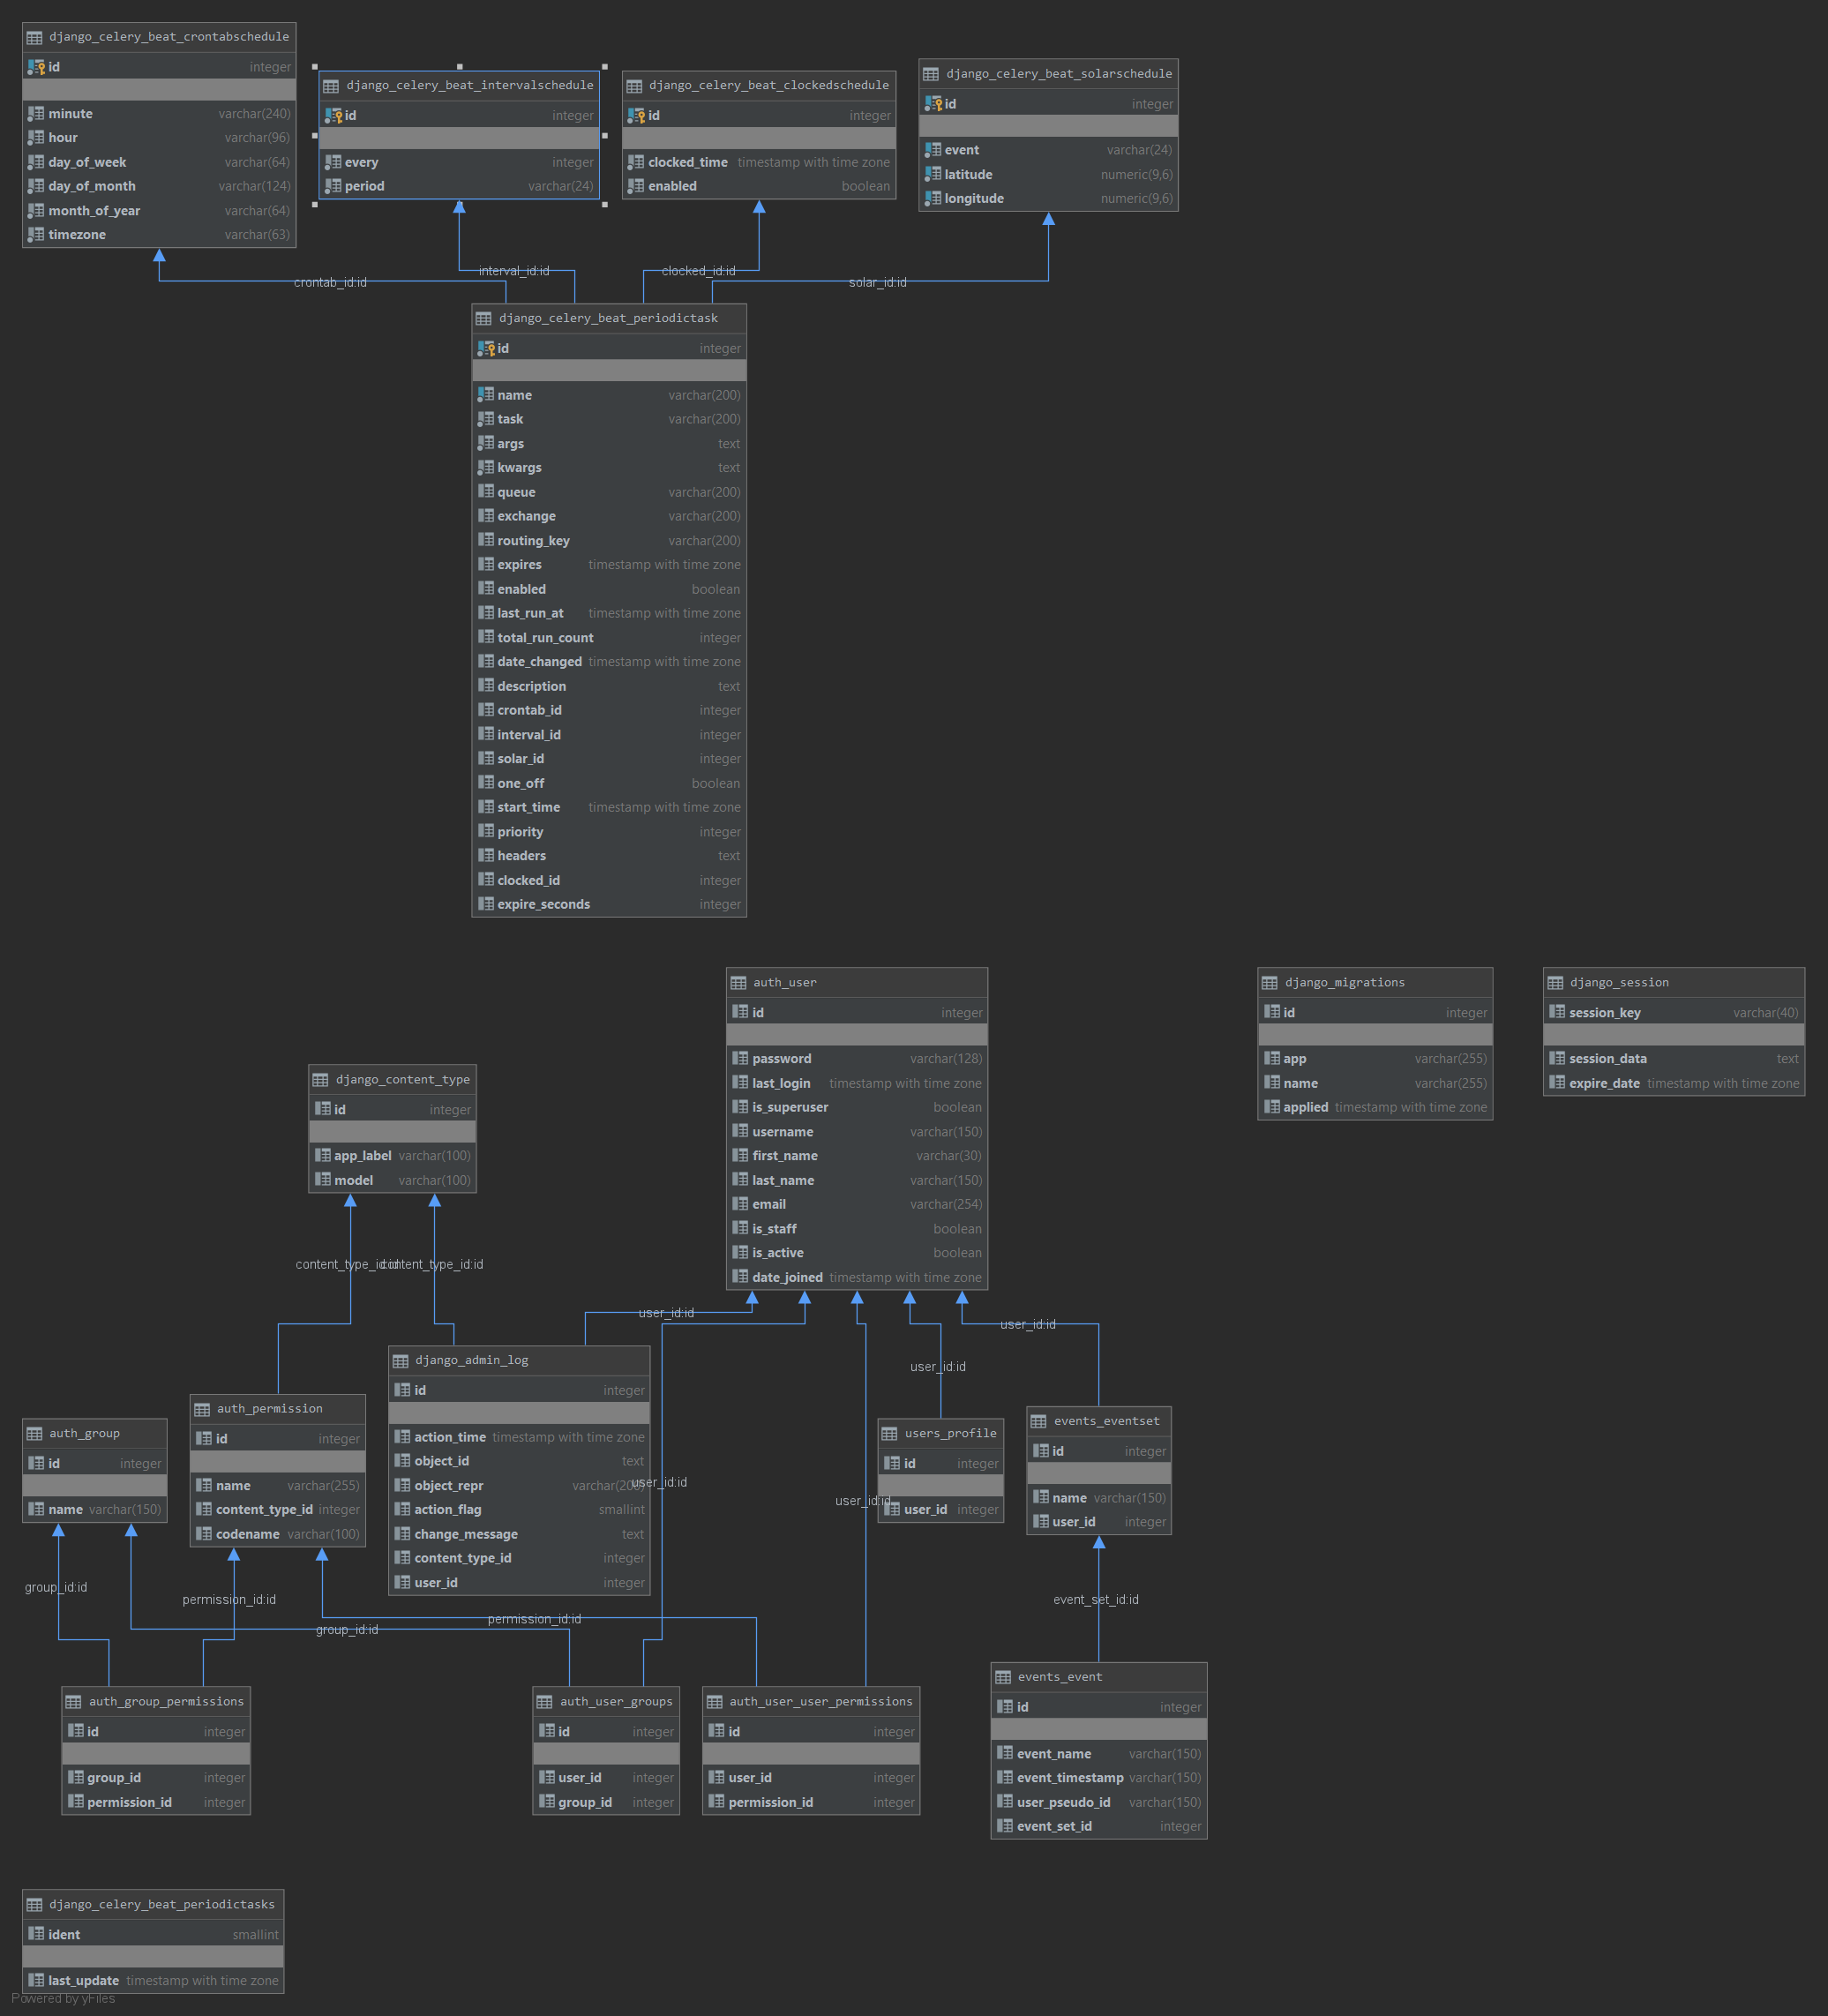 django_celery_beat_crontabschedule
id integer
minute varchar(240)
hour varchar(96)
day_of_week varchar(64)
day_of_month varchar(124)
month_of_year varchar(64)
timezone varchar(63)
django_celery_beat_intervalschedule
id integer
every integer
period varchar(24)
django_celery_beat_clockedschedule
id integer
clocked_time timestamp with time zone
enabled boolean
django_celery_beat_solarschedule
id integer
event varchar(24)
latitude numeric(9,6)
longitude numeric(9,6)
crontab_id:id
interval_id:id
clocked_id:id
solar_id:id
django_celery_beat_periodictask
id integer
name varchar(200)
task varchar(200)
args text
kwargs text
queue varchar(200)
exchange varchar(200)
routing_key varchar(200)
expires timestamp with time zone
enabled boolean
last_run_at timestamp with time zone
total_run_count integer
date_changed timestamp with time zone
description text
crontab_id integer
interval_id integer
solar_id integer
one_off boolean
start_time timestamp with time zone
priority integer
headers text
clocked_id integer
expire_seconds integer
auth_user
id integer
password varchar(128)
last_login timestamp with time zone
is_superuser boolean
username varchar(150)
first_name varchar(30)
last_name varchar(150)
email varchar(254)
is_staff boolean
is_active boolean
date_joined timestamp with time zone
django_migrations
id integer
app varchar(255)
name varchar(255)
applied timestamp with time zone
django_session
session_key varchar(40)
session_data text
expire_date timestamp with time zone
django_content_type
id integer
app_label varchar(100)
model varchar(100)
content_type_id:id
content_type_id:id
user_id:id
user_id:id
user_id:id
django_admin_log
id integer
action_time timestamp with time zone
object_id text
object_repr varchar(200)
action_flag smallint
change_message text
content_type_id integer
user_id integer
user_id:id
user_id:id
auth_permission
id integer
name varchar(255)
content_type_id integer
codename varchar(100)
auth_group
id integer
name varchar(150)
users_profile
id integer
user_id integer
events_eventset
id integer
name varchar(150)
user_id integer
group_id:id
permission_id:id
group_id:id
permission_id:id
event_set_id:id
auth_group_permissions
id integer
group_id integer
permission_id integer
auth_user_groups
id integer
user_id integer
group_id integer
auth_user_user_permissions
id integer
user_id integer
permission_id integer
events_event
id integer
event_name varchar(150)
event_timestamp varchar(150)
user_pseudo_id varchar(150)
event_set_id integer
django_celery_beat_periodictasks
ident smallint
last_update timestamp with time zone
Powered by yFiles